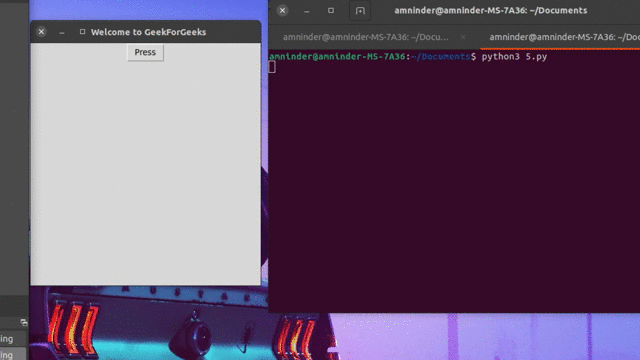 Welcome to GeekForGeeks
Press
amninder@amninder-MS-7A36: ~/Documents
amninder@amninder-MS-7A36: ~/Docu...
amninder@amninder-MS-7A36: ~/Docu
amninder@amninder-MS-7A36:~/Documents$ python3 5.py
ing
ing